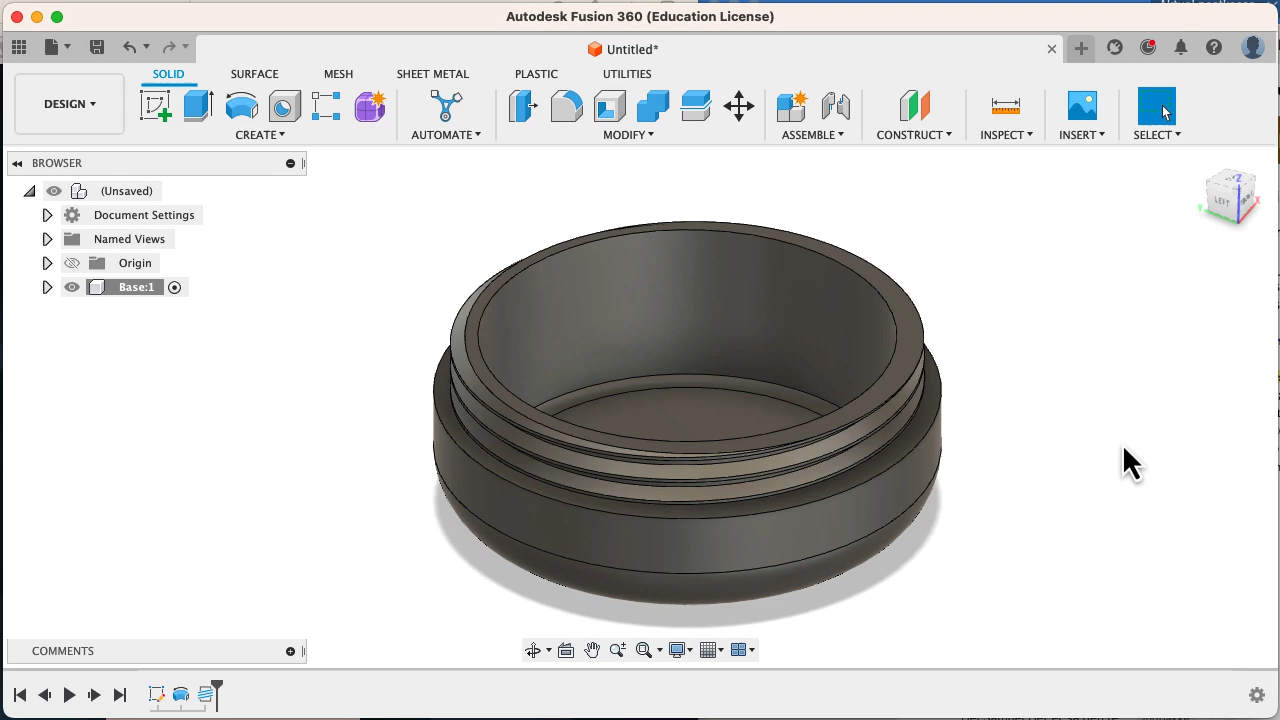 Autodesk Fusion 360 (Education License)
Untitled*
SOLID SURFACE MESH SHEET METAL PLASTIC UTILITIES
DESIGN
CREATE AUTOMATE MODIFY ASSEMBLE CONSTRUCT INSPECT INSERT SELECT
BROWSER
(Unsaved)
Document Settings
Named Views
Origin
Base:1
Z
LEFT
X
Y
COMMENTS